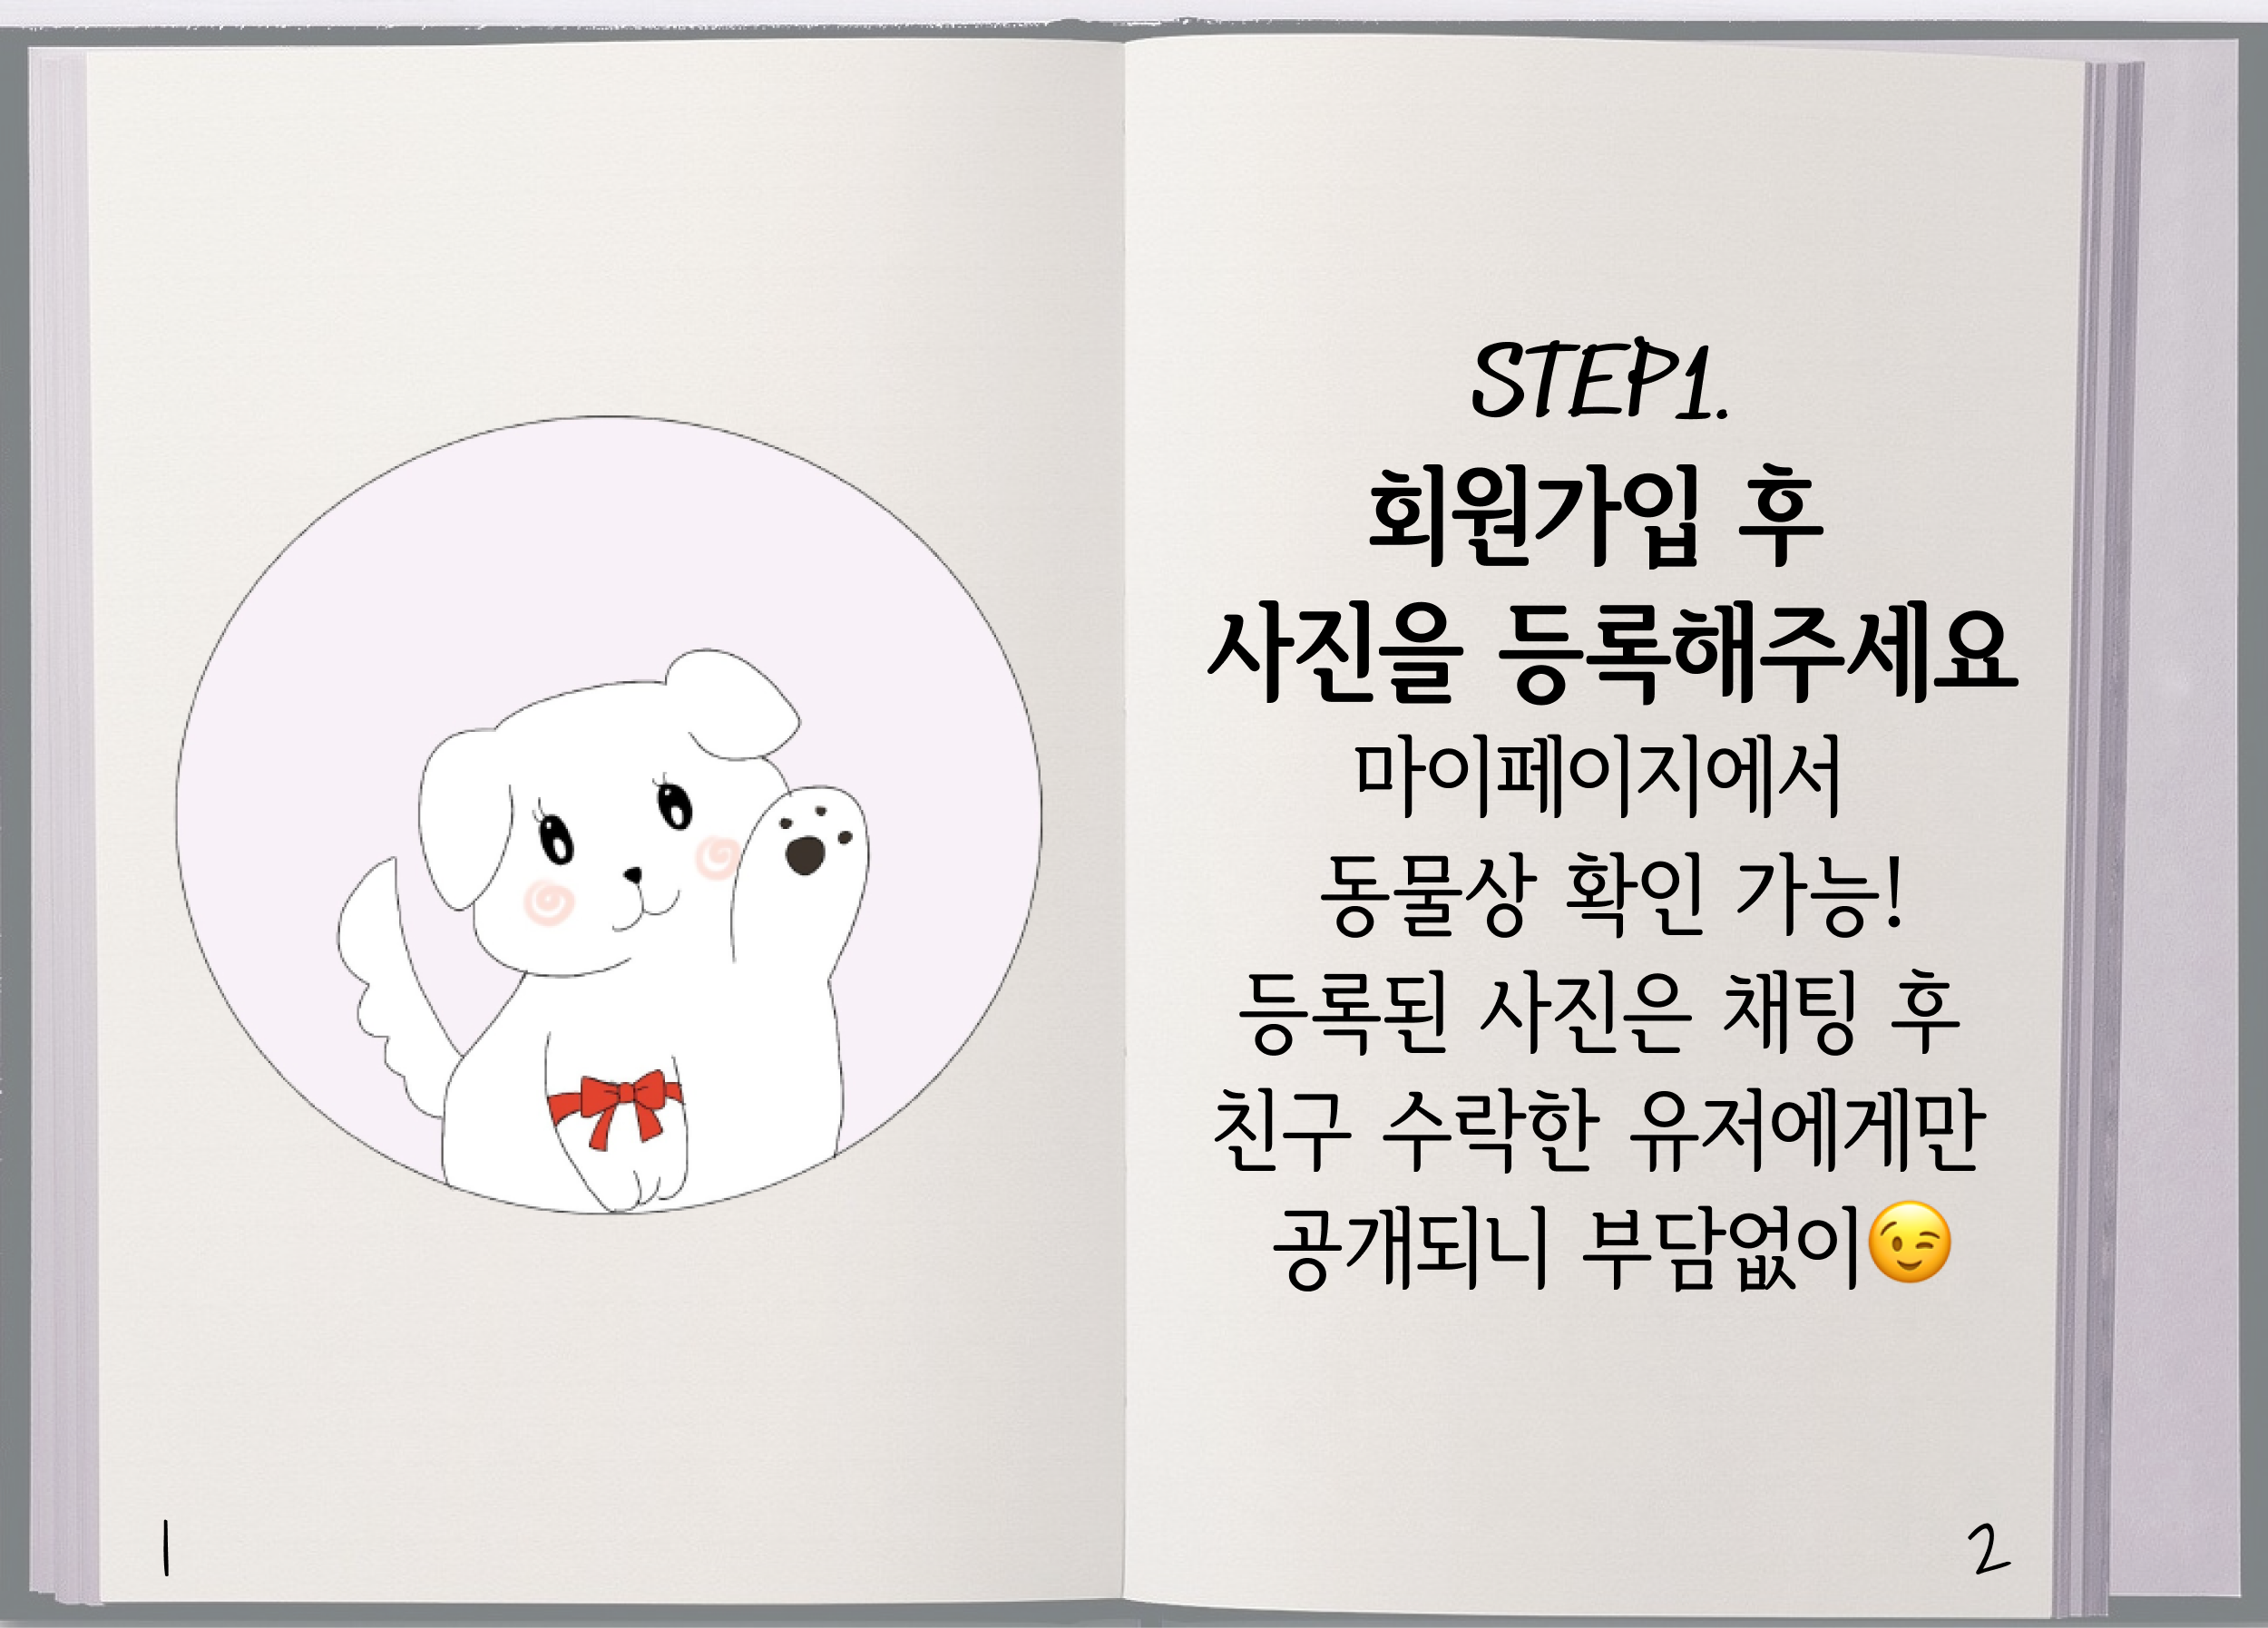 STEP1.
회원가입 후
사진을 등록해주세요
마이페이지에서
동물상 확인 가능!
등록된 사진은 채팅 후
친구 수락한 유저에게만
공개되니 부담없이😉
1
2